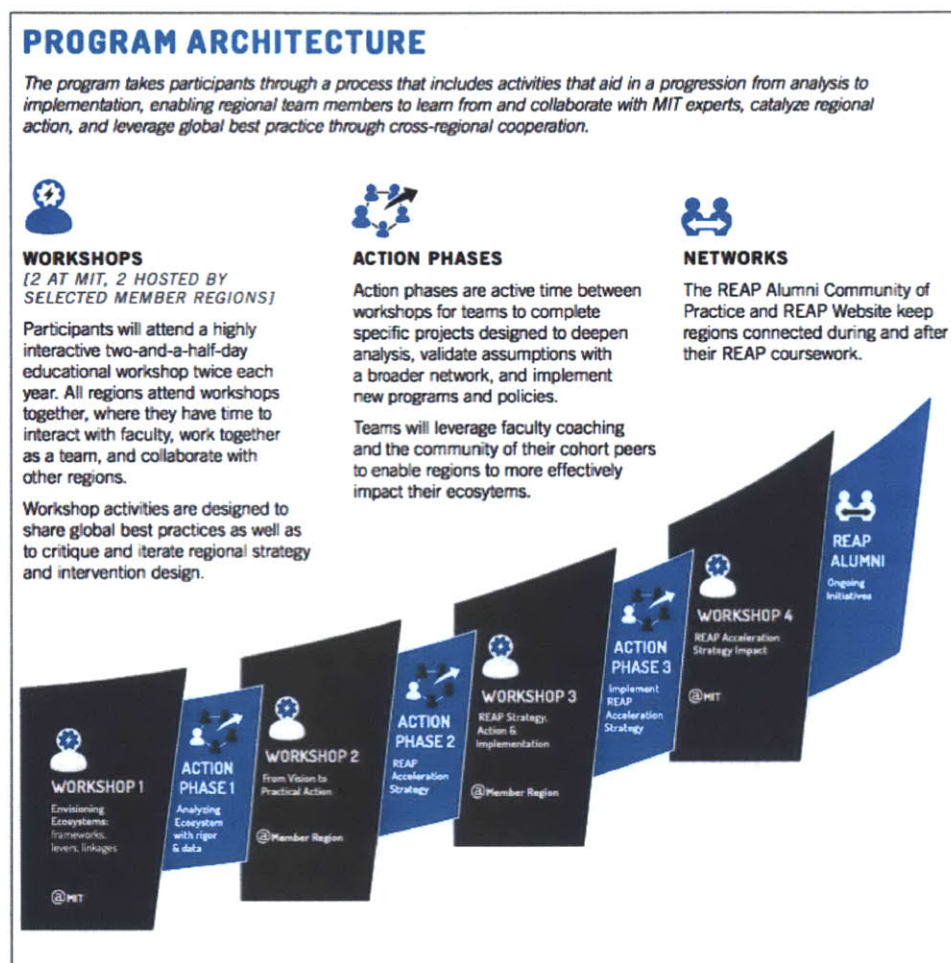 PROGRAM ARCHITECTURE
The program takes participants through a process that includes activities that aid in a progression from analysis to
implementation, enabling regional team members to learn from and collaborate with MIT experts, catalyze regional
action, and leverage global best practice through cross-regional cooperation.
WORKSHOPS
[2 AT MIT, 2 HOSTED BY
SELECTED MEMBER REGIONS]
Participants will attend a highly
interactive two-and-a-half-day
educational workshop twice each
year. All regions attend workshops
together, where they have time to
interact with faculty, work together
as a team, and collaborate with
other regions.
Workshop activities are designed to
share global best practices as well as
to critique and iterate regional strategy
and intervention design.
ACTION PHASES
Action phases are active time between
workshops for teams to complete
specific projects designed to deepen
analysis, validate assumptions with
a broader network, and implement
new programs and policies.
Teams will leverage faculty coaching
and the community of their cohort peers
to enable regions to more effectively
impact their ecosytems.
NETWORKS
The REAP Alumni Community of
Practice and REAP Website keep
regions connected during and after
their REAP coursework.
WORKSHOP 1
Envisioning
Ecosystems:
frameworks,
levers, linkages
@MIT
ACTION
PHASE 1
Analyzing
Ecosystem
with rigor
& data
WORKSHOP 2
From Vision to
Practical Action
@Member Region
ACTION
PHASE 2
REAP
Acceleration
Strategy
WORKSHOP 3
REAP Strategy,
Action &
Implementation
@Member Region
ACTION
PHASE 3
Implement
REAP
Acceleration
Strategy
WORKSHOP 4
REAP Acceleration
Strategy Impact
@MIT
REAP
ALUMNI
Ongoing
Initiatives